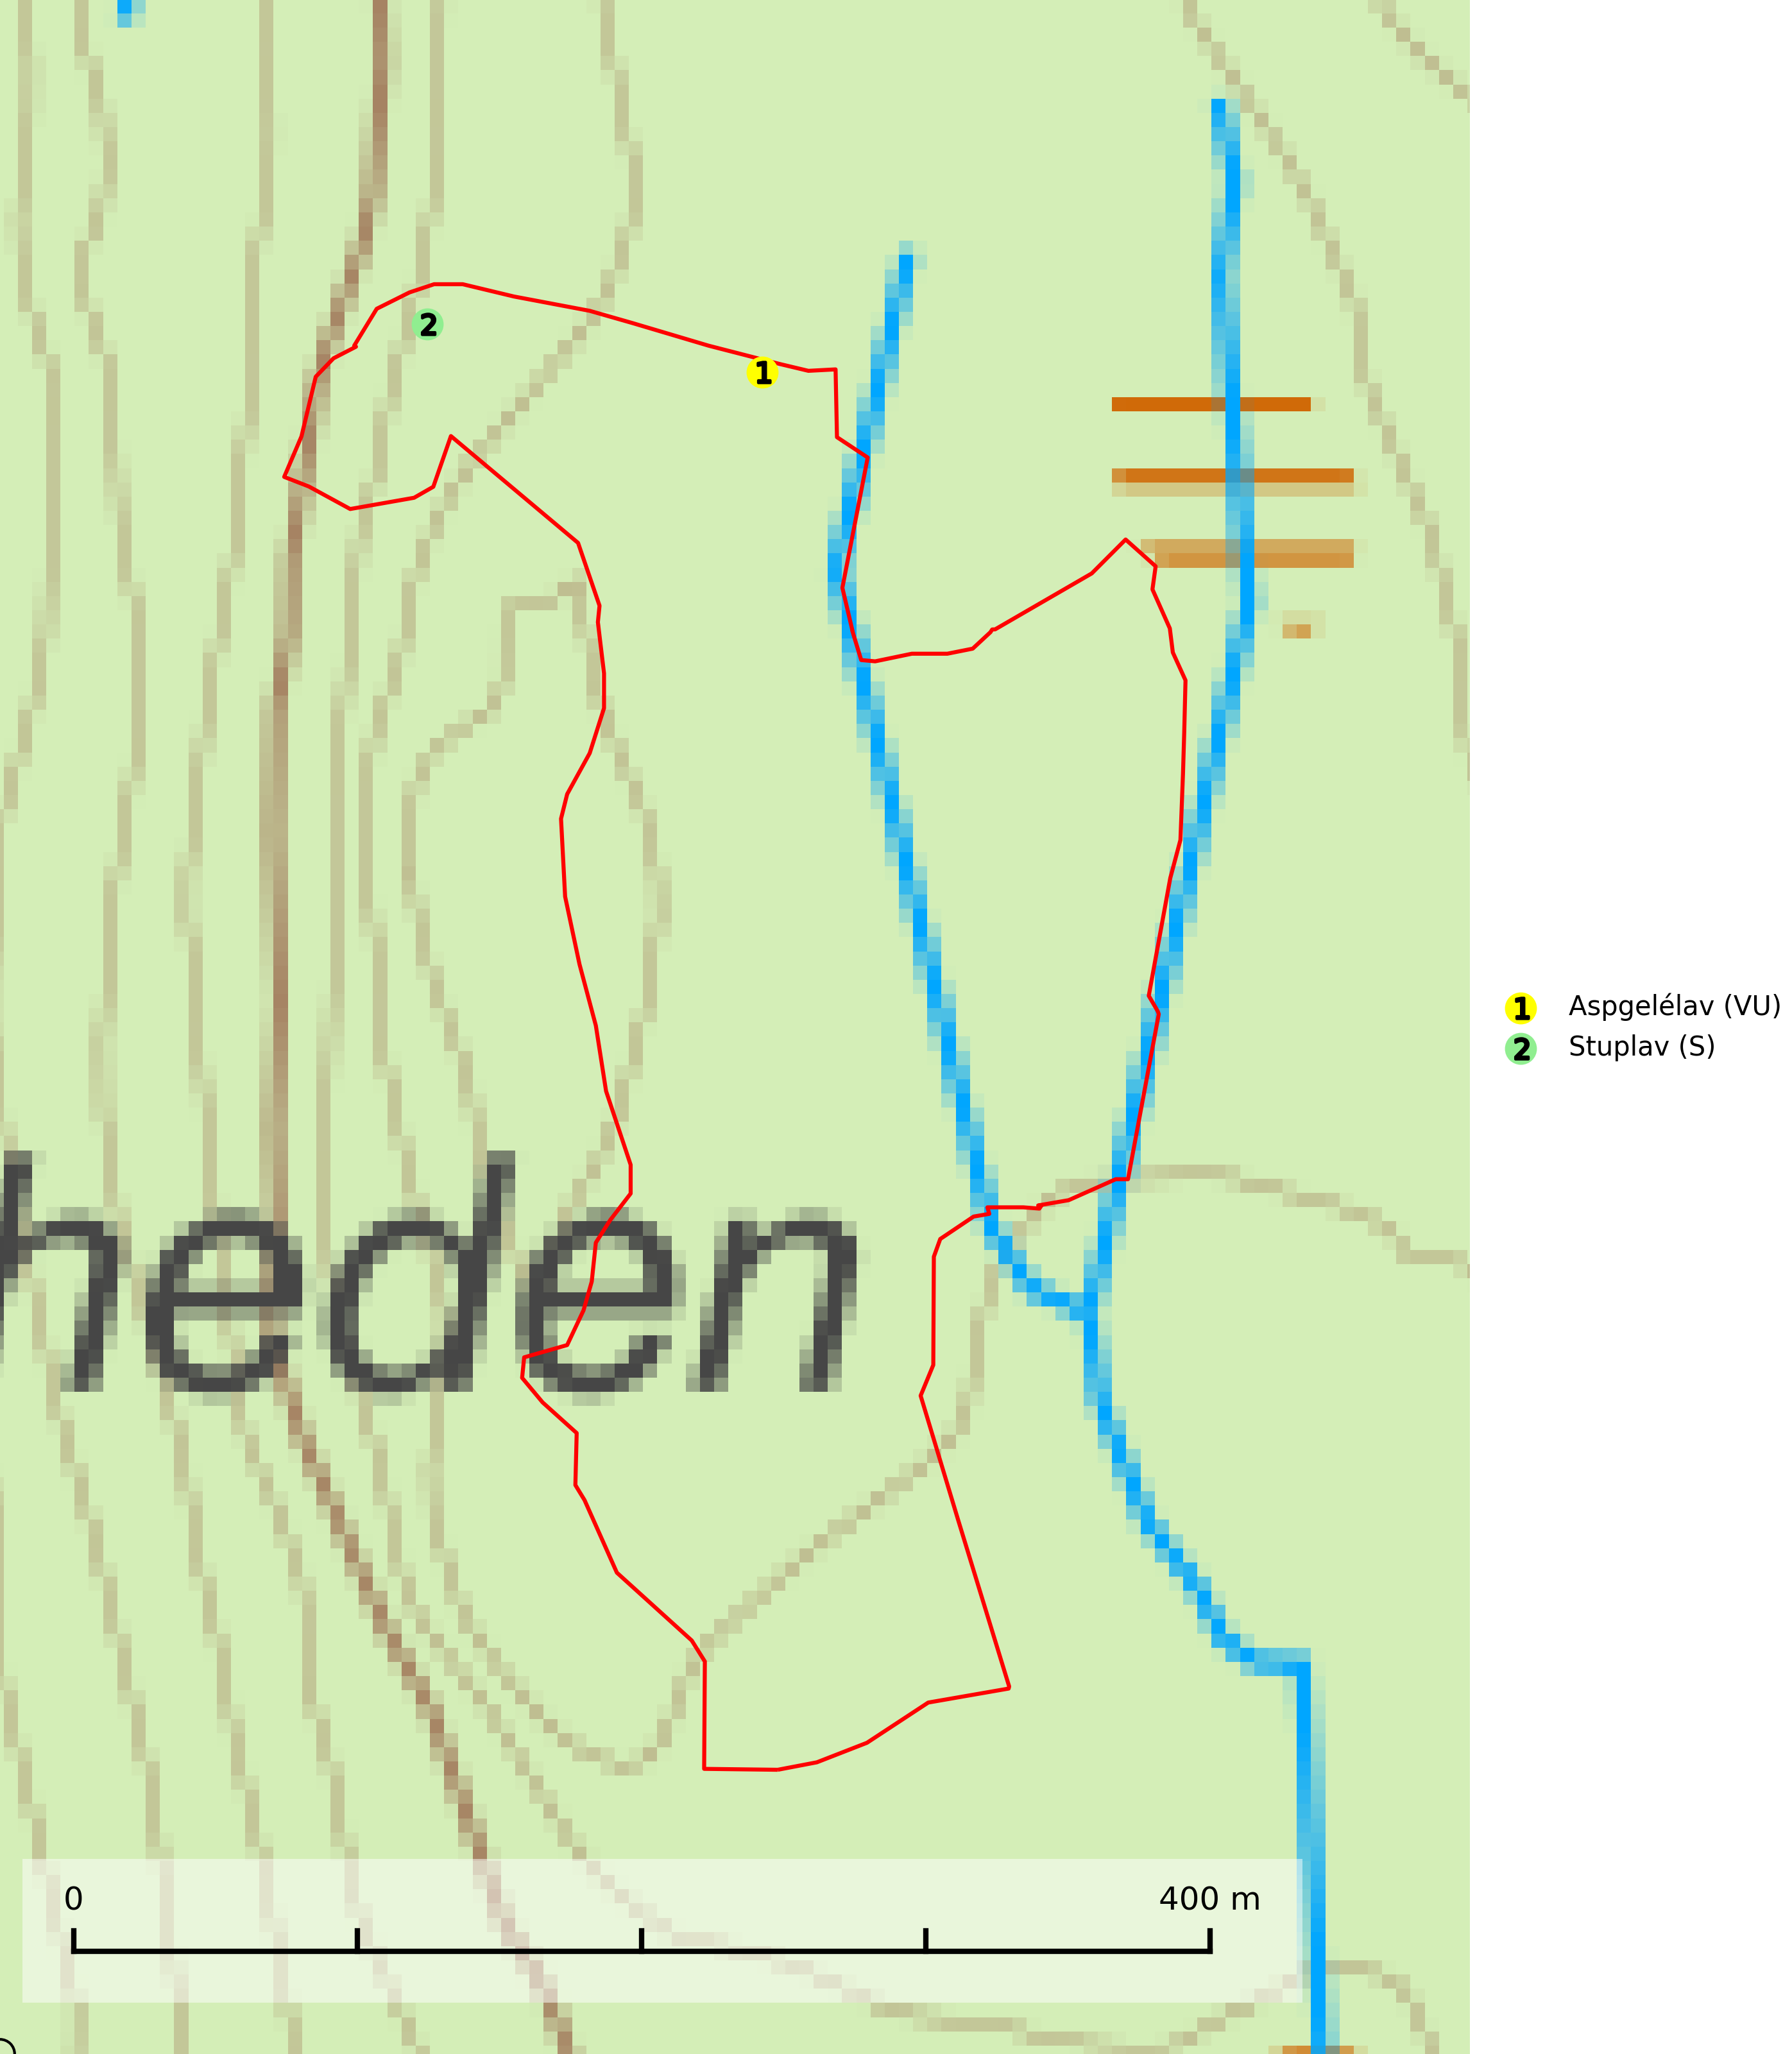 2
1
heden
1 Aspgelélav (VU)
2 Stuplav (S)
0 400 m